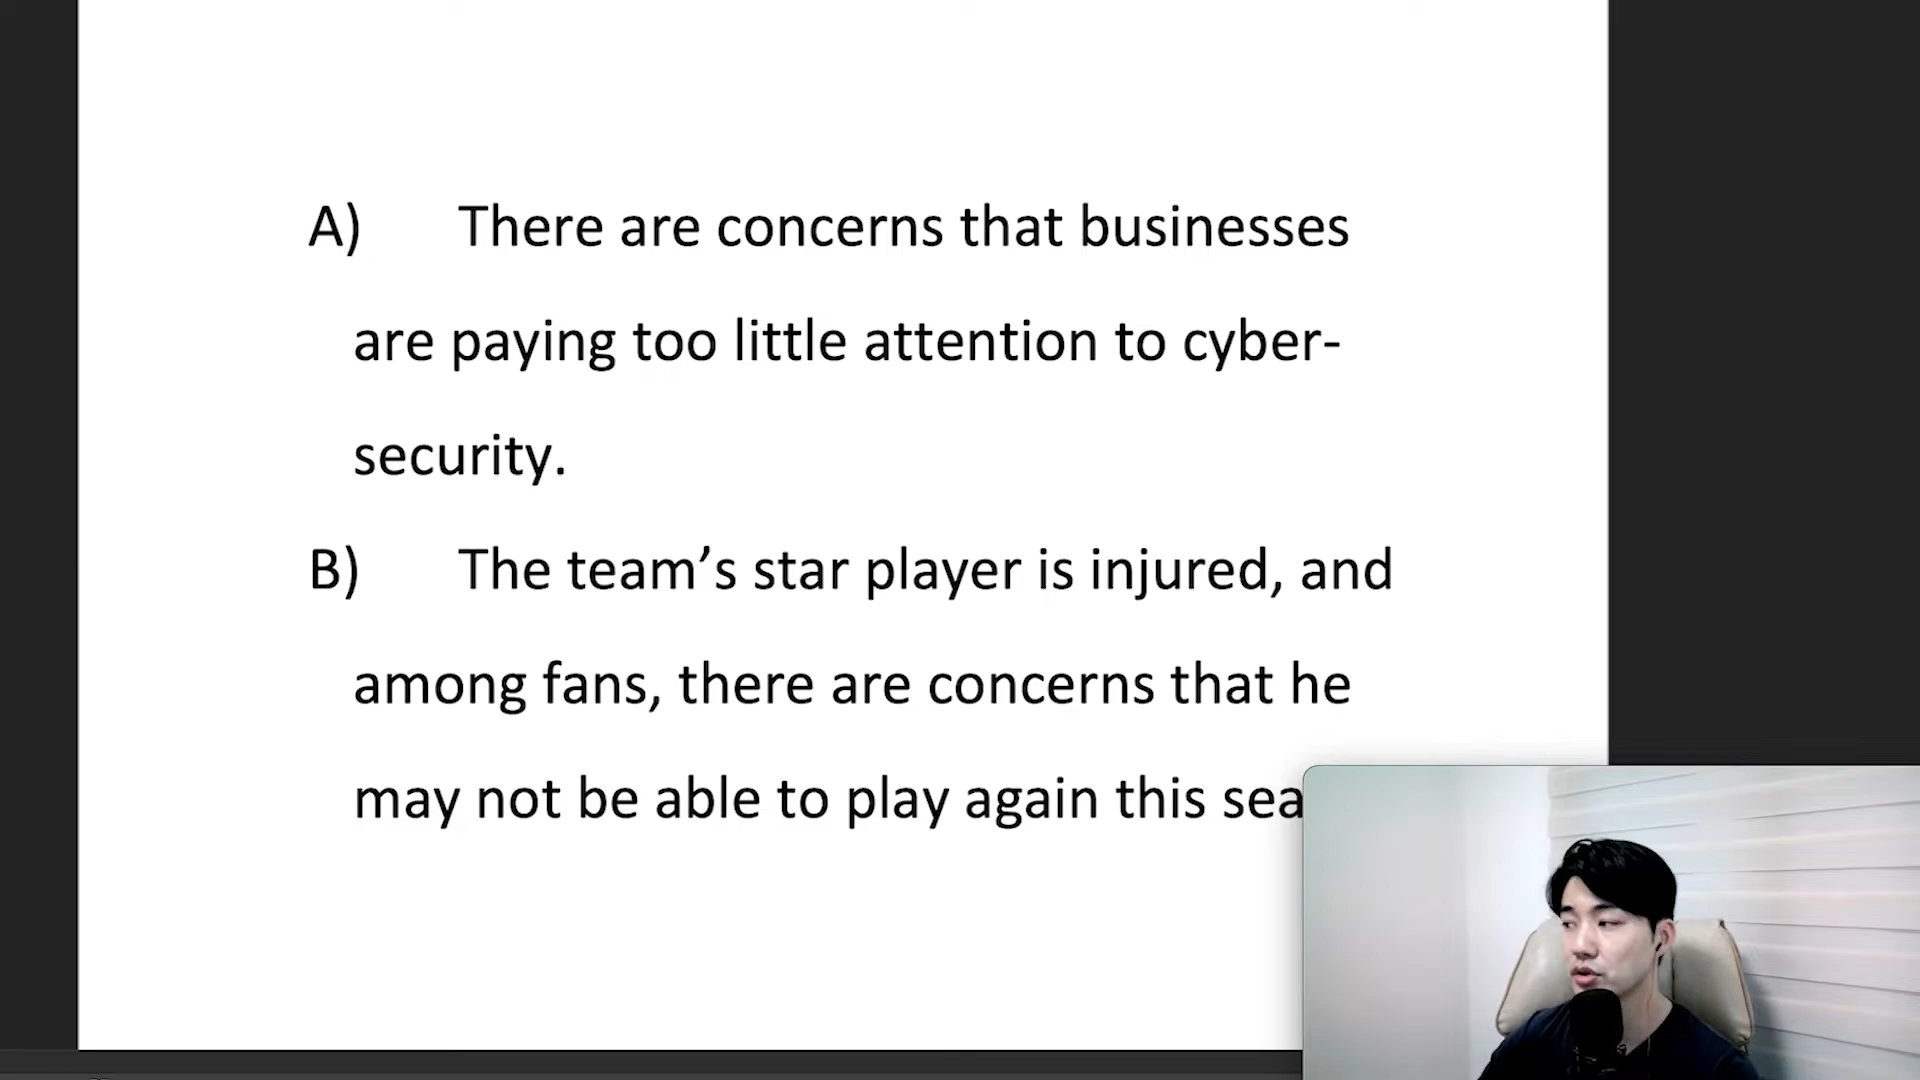 A) There are concerns that businesses
are paying too little attention to cyber-
security.
B) The team’s star player is injured, and
among fans, there are concerns that he
may not be able to play again this